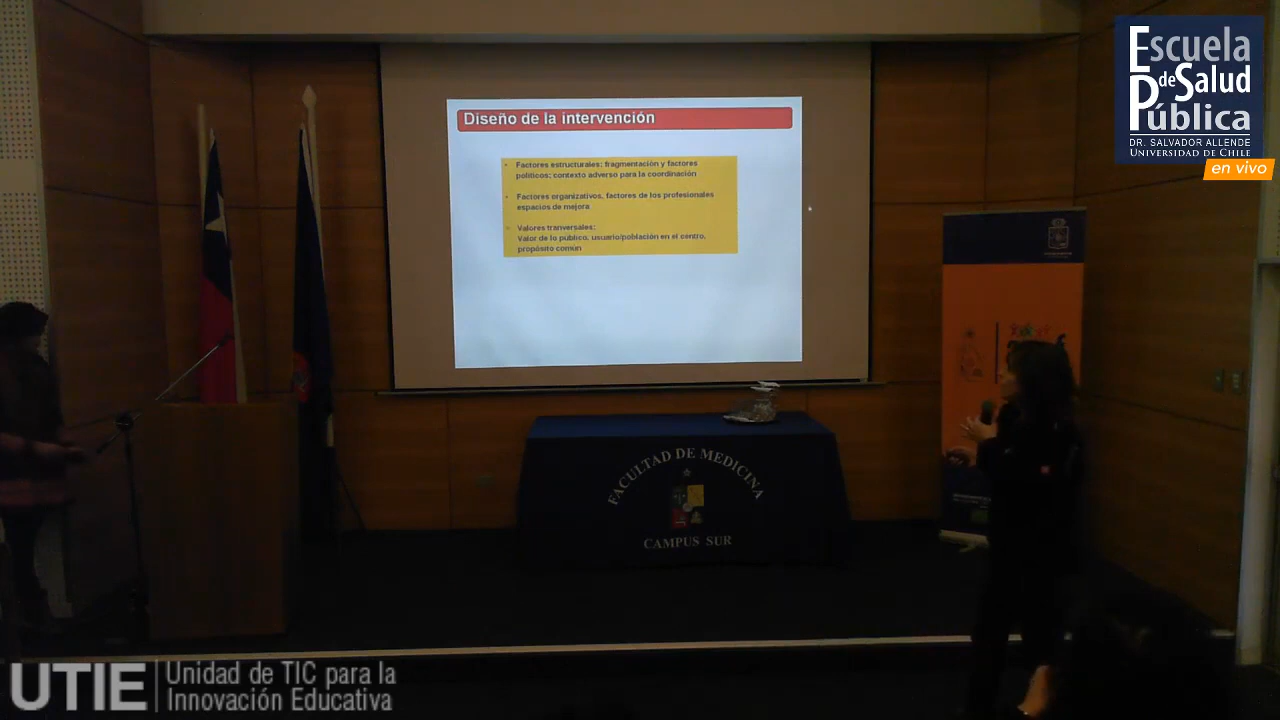 Escuela
de Salud
Pública
DR. SALVADOR ALLENDE
UNIVERSIDAD DE CHILE
en vivo
Diseño de la intervención
Factores estructurales: fragmentación y factores
políticos: contexto adverso para la coordinación
Factores organizativos, factores de los profesionales
espacios de mejora
Valores tranversales:
Valor de lo público, usuario/población en el centro,
propósito común
FACULTAD DE MEDICINA
CAMPUS SUR
UTIE
Unidad de TIC para la
Innovación Educativa